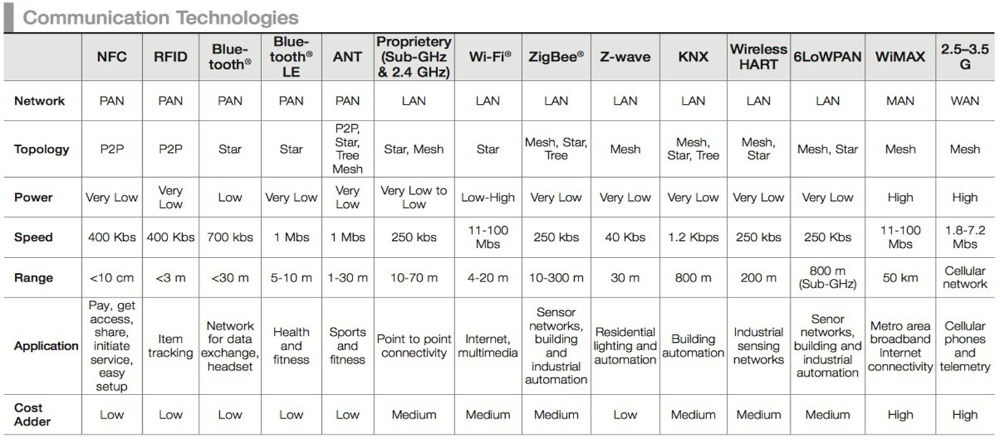 Communication Technologies
NFC RFID Blue-tooth® Blue-tooth® LE ANT Proprietery (Sub-GHz & 2.4 GHz) Wi-Fi® ZigBee® Z-wave KNX Wireless HART 6LoWPAN WiMAX 2.5–3.5 G
Network PAN PAN PAN PAN PAN LAN LAN LAN LAN LAN LAN LAN MAN WAN
Topology P2P P2P Star Star P2P, Star, Tree Mesh Star, Mesh Star Mesh, Star, Tree Mesh Mesh, Star, Tree Mesh, Star Mesh, Star Mesh Mesh
Power Very Low Very Low Low Very Low Very Low Very Low to Low Low-High Very Low Very Low Very Low Very Low Very Low High High
Speed 400 Kbs 400 Kbs 700 kbs 1 Mbs 1 Mbs 250 kbs 11-100 Mbs 250 kbs 40 Kbs 1.2 Kbps 250 kbs 250 Kbs 11-100 Mbs 1.8-7.2 Mbs
Range <10 cm <3 m <30 m 5-10 m 1-30 m 10-70 m 4-20 m 10-300 m 30 m 800 m 200 m 800 m (Sub-GHz) 50 km Cellular network
Application Pay, get access, share, initiate service, easy setup Item tracking Network for data exchange, headset Health and fitness Sports and fitness Point to point connectivity Internet, multimedia Sensor networks, building and industrial automation Residential lighting and automation Building automation Industrial sensing networks Senor networks, building and industrial automation Metro area broadband Internet connectivity Cellular phones and telemetry
Cost Adder Low Low Low Low Low Medium Medium Medium Low Medium Medium Medium High High